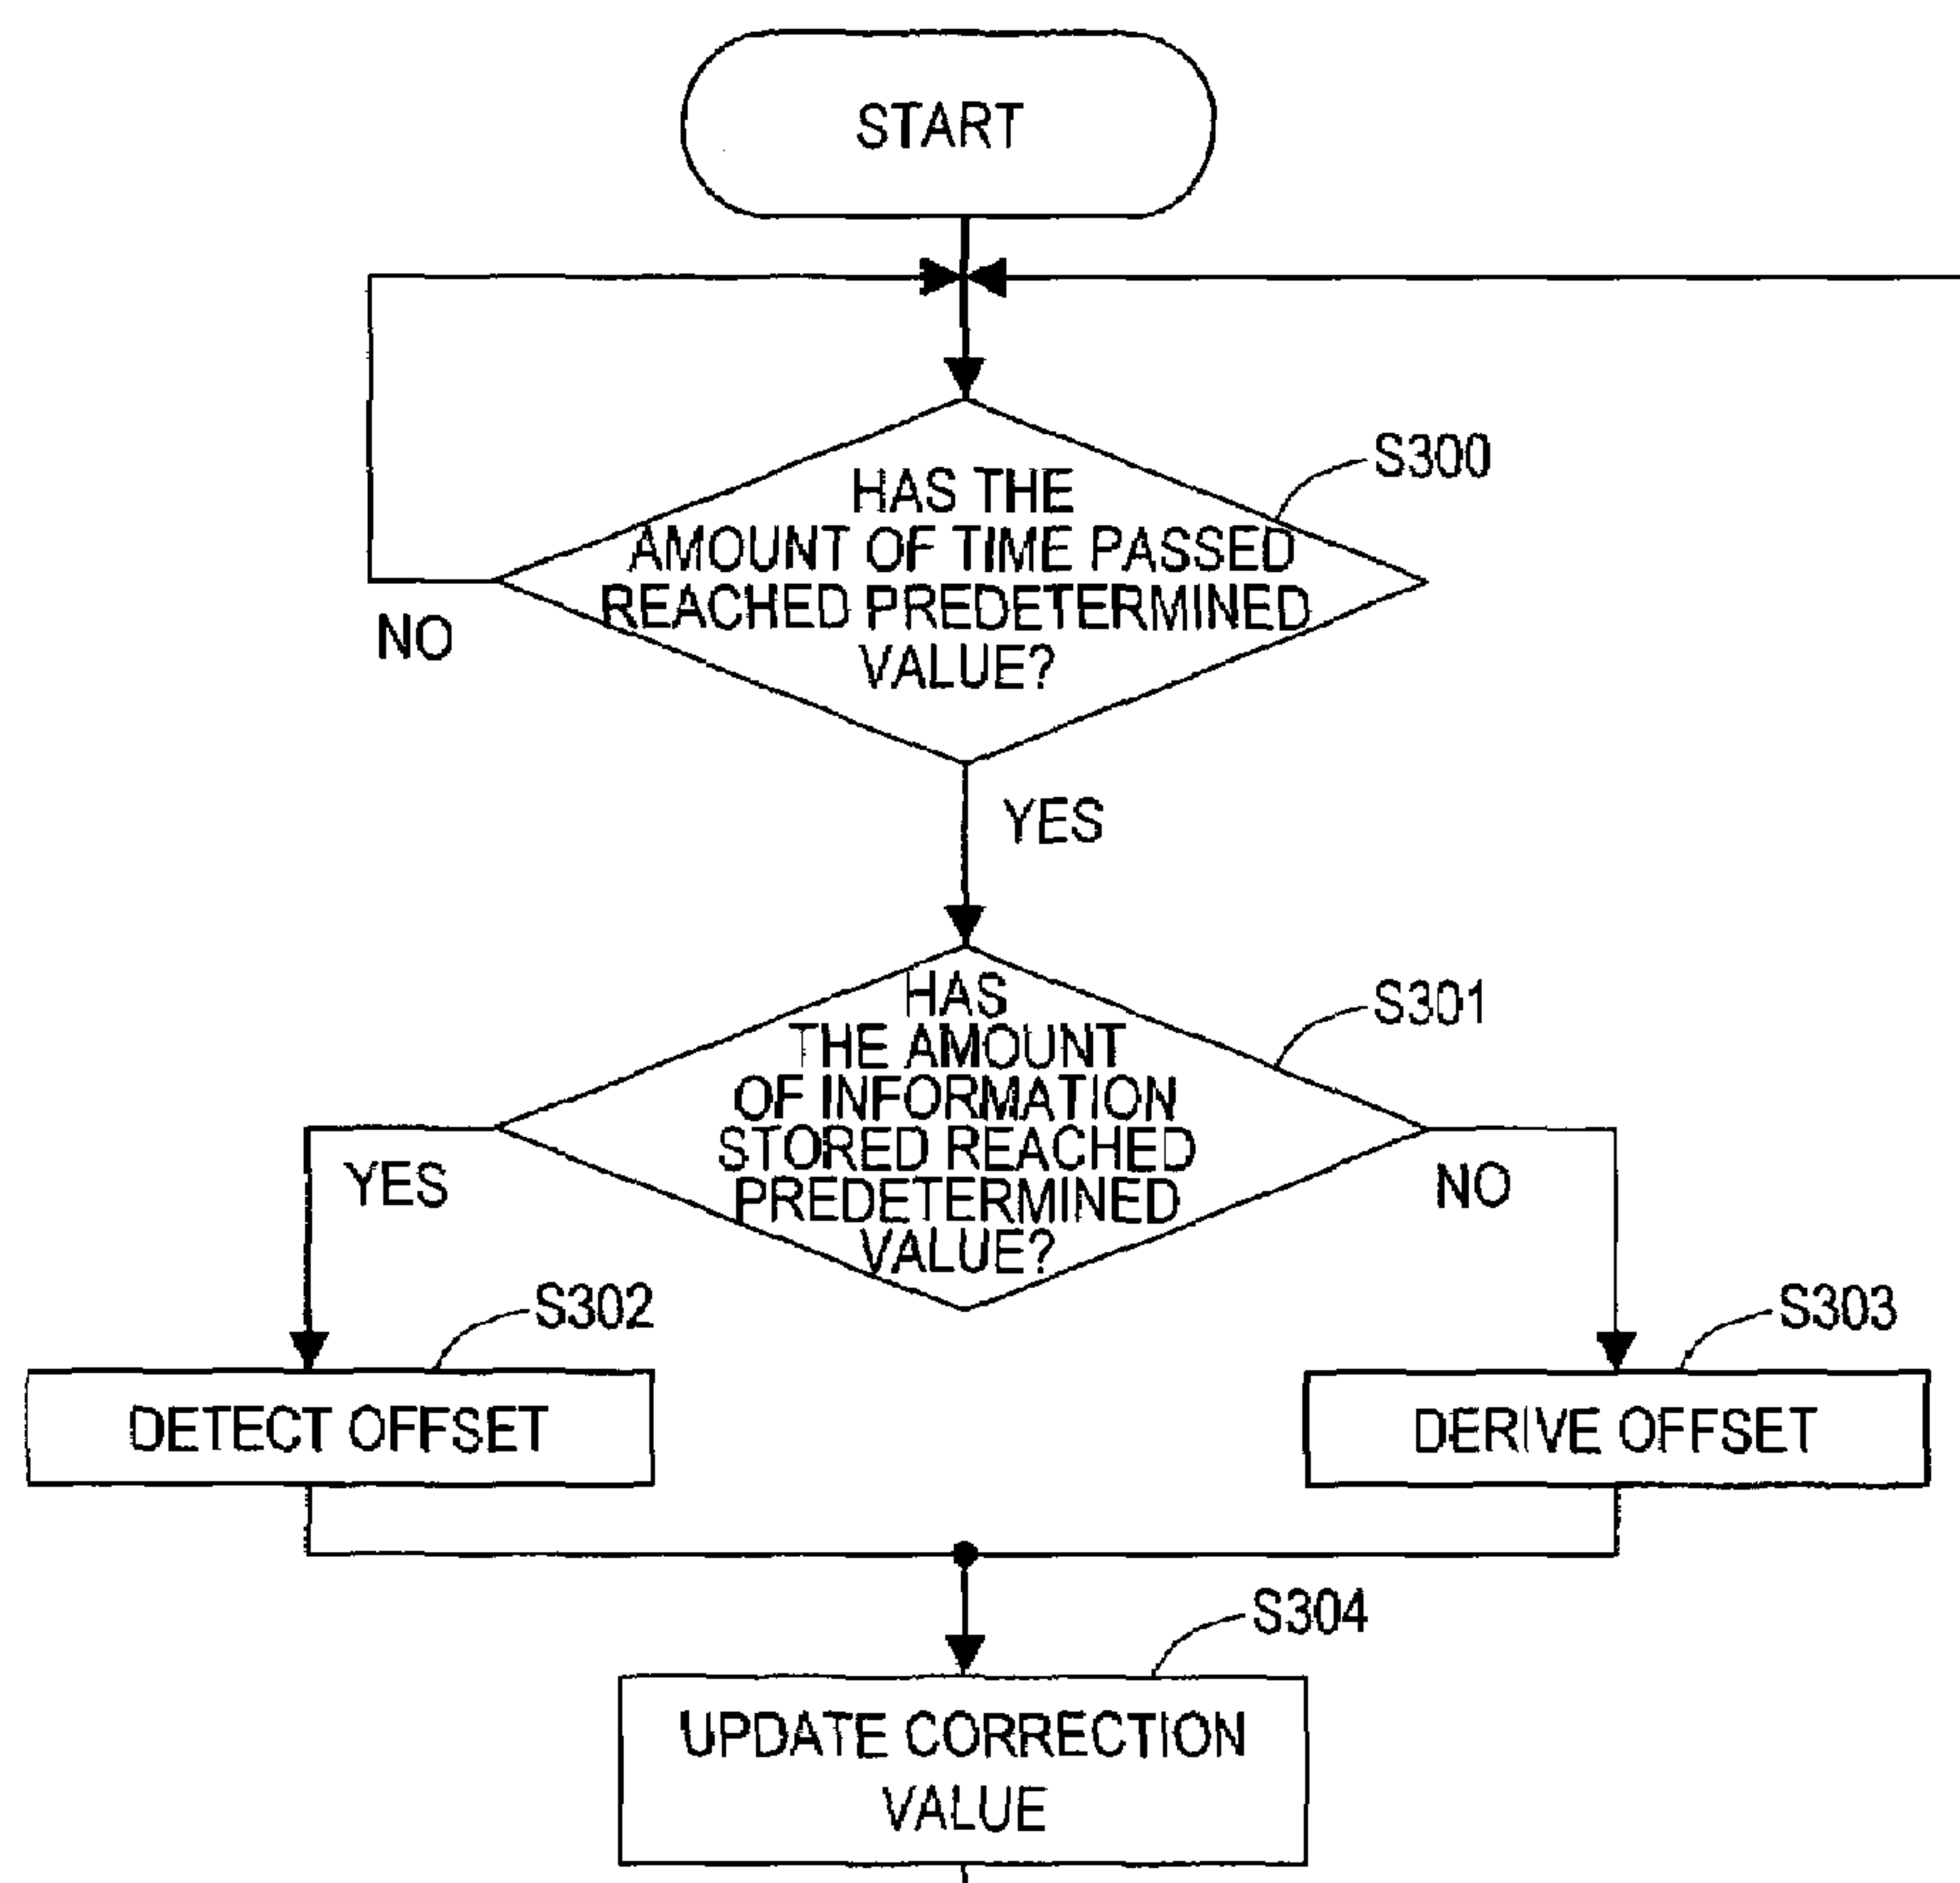 START
S300
HAS THE
AMOUNT OF TIME PASSED
REACHED PREDETERMINED
VALUE?
NO
YES
S301
HAS
THE AMOUNT
OF INFORMATION
STORED REACHED
PREDETERMINED
VALUE?
YES
NO
S302
S303
DETECT OFFSET
DERIVE OFFSET
S304
UPDATE CORRECTION
VALUE